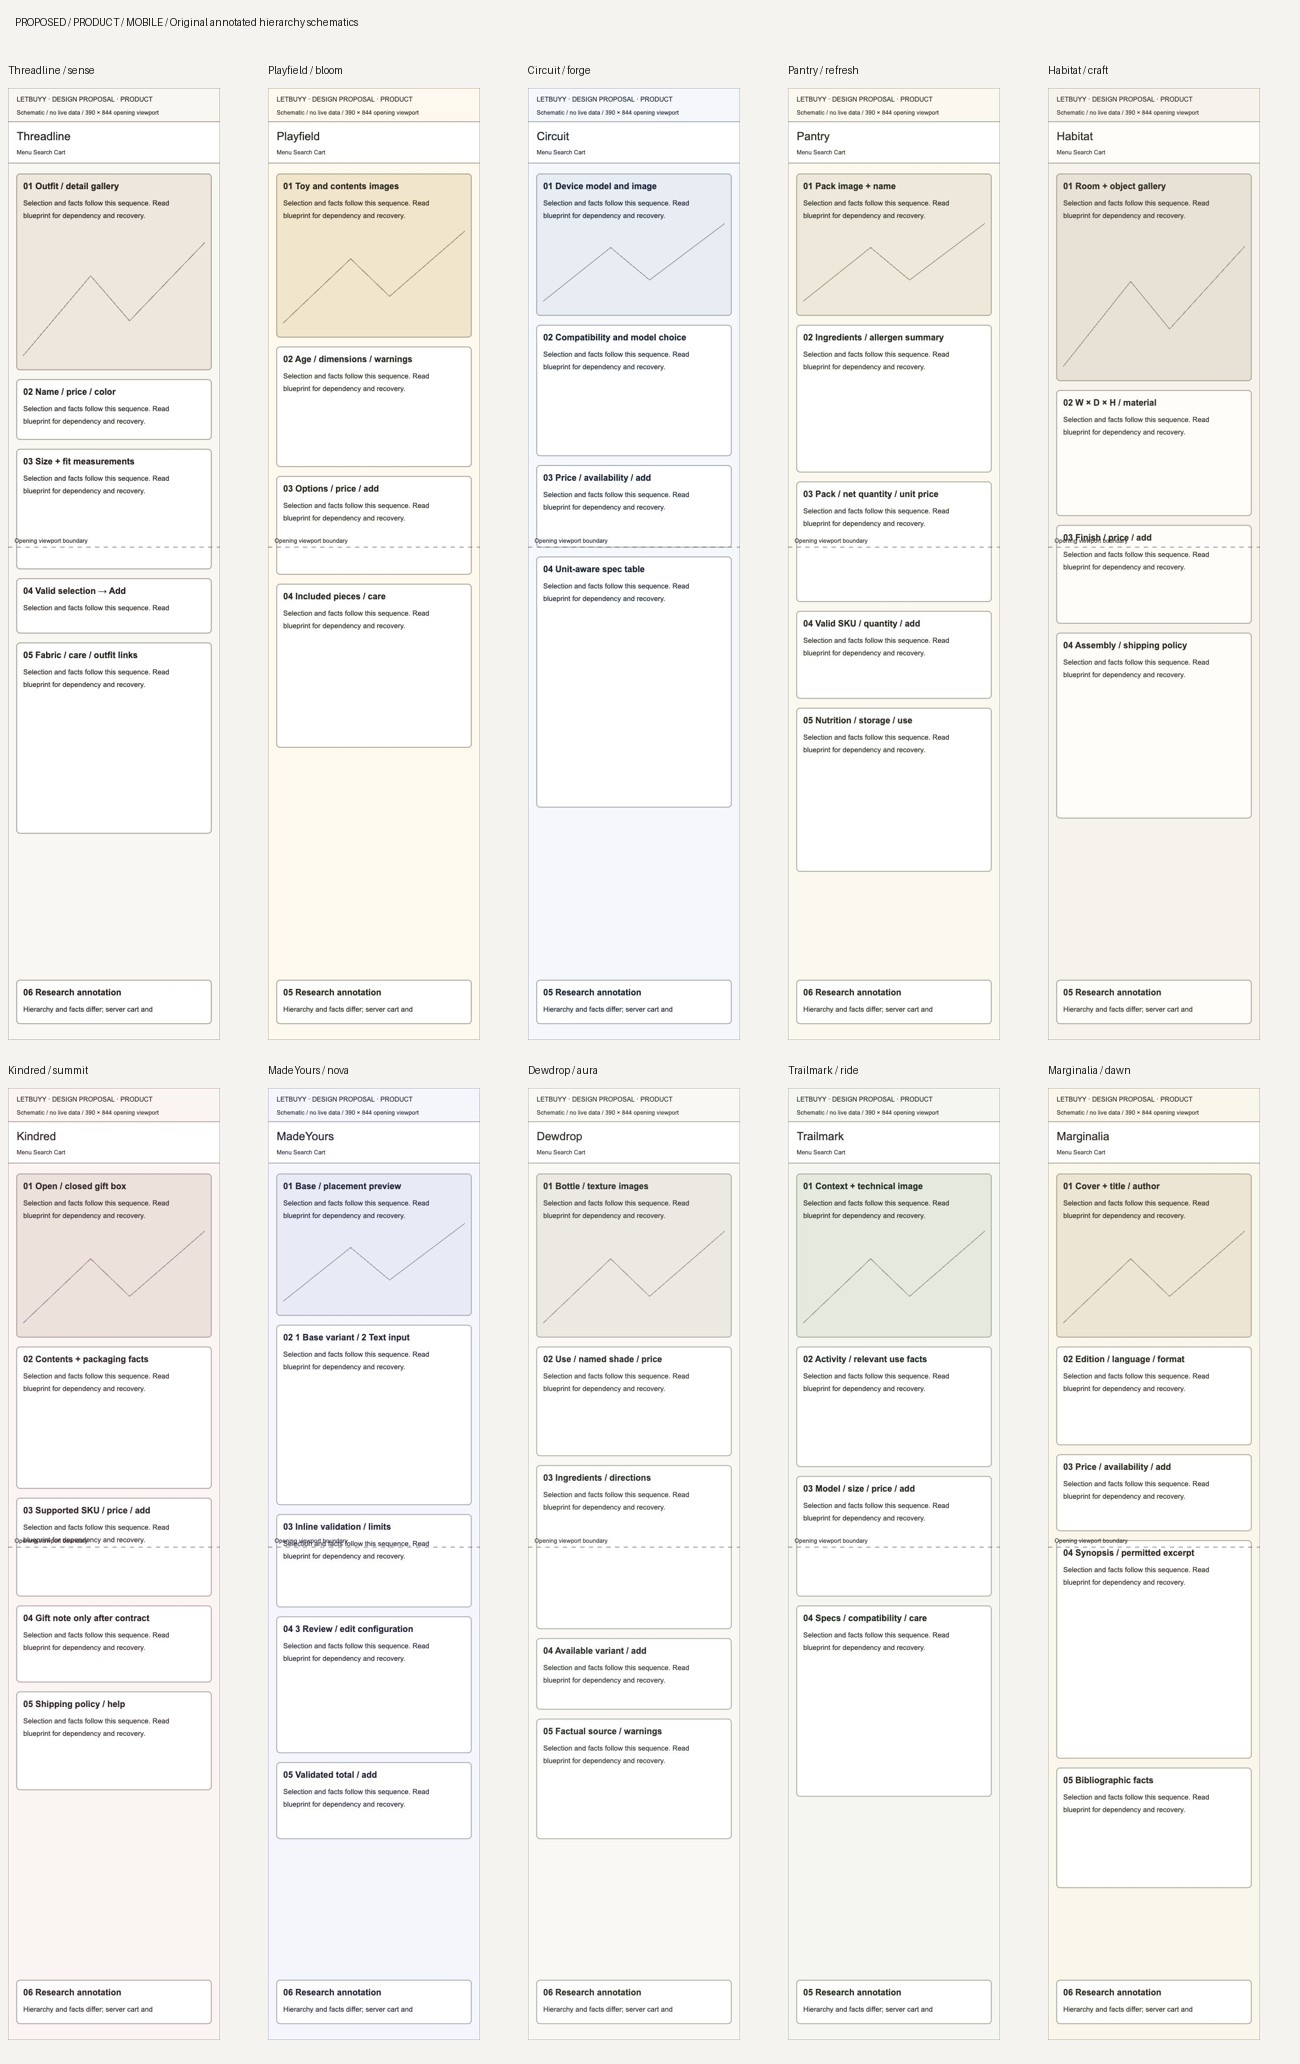 PROPOSED / PRODUCT / MOBILE / Original annotated hierarchy schematics
Threadline / sense
LETBUYY · DESIGN PROPOSAL · PRODUCT
Schematic / no live data / 390 × 844 opening viewport
Threadline
Menu Search Cart
01 Outfit / detail gallery
Selection and facts follow this sequence. Read
blueprint for dependency and recovery.
02 Name / price / color
Selection and facts follow this sequence. Read
blueprint for dependency and recovery.
03 Size + fit measurements
Selection and facts follow this sequence. Read
blueprint for dependency and recovery.
Opening viewport boundary
04 Valid selection → Add
Selection and facts follow this sequence. Read
05 Fabric / care / outfit links
Selection and facts follow this sequence. Read
blueprint for dependency and recovery.
06 Research annotation
Hierarchy and facts differ; server cart and
Playfield / bloom
LETBUYY · DESIGN PROPOSAL · PRODUCT
Schematic / no live data / 390 × 844 opening viewport
Playfield
Menu Search Cart
01 Toy and contents images
Selection and facts follow this sequence. Read
blueprint for dependency and recovery.
02 Age / dimensions / warnings
Selection and facts follow this sequence. Read
blueprint for dependency and recovery.
03 Options / price / add
Selection and facts follow this sequence. Read
blueprint for dependency and recovery.
Opening viewport boundary
04 Included pieces / care
Selection and facts follow this sequence. Read
blueprint for dependency and recovery.
05 Research annotation
Hierarchy and facts differ; server cart and
Circuit / forge
LETBUYY · DESIGN PROPOSAL · PRODUCT
Schematic / no live data / 390 × 844 opening viewport
Circuit
Menu Search Cart
01 Device model and image
Selection and facts follow this sequence. Read
blueprint for dependency and recovery.
02 Compatibility and model choice
Selection and facts follow this sequence. Read
blueprint for dependency and recovery.
03 Price / availability / add
Selection and facts follow this sequence. Read
blueprint for dependency and recovery.
Opening viewport boundary
04 Unit-aware spec table
Selection and facts follow this sequence. Read
blueprint for dependency and recovery.
05 Research annotation
Hierarchy and facts differ; server cart and
Pantry / refresh
LETBUYY · DESIGN PROPOSAL · PRODUCT
Schematic / no live data / 390 × 844 opening viewport
Pantry
Menu Search Cart
01 Pack image + name
Selection and facts follow this sequence. Read
blueprint for dependency and recovery.
02 Ingredients / allergen summary
Selection and facts follow this sequence. Read
blueprint for dependency and recovery.
03 Pack / net quantity / unit price
Selection and facts follow this sequence. Read
blueprint for dependency and recovery.
Opening viewport boundary
04 Valid SKU / quantity / add
Selection and facts follow this sequence. Read
blueprint for dependency and recovery.
05 Nutrition / storage / use
Selection and facts follow this sequence. Read
blueprint for dependency and recovery.
06 Research annotation
Hierarchy and facts differ; server cart and
Habitat / craft
LETBUYY · DESIGN PROPOSAL · PRODUCT
Schematic / no live data / 390 × 844 opening viewport
Habitat
Menu Search Cart
01 Room + object gallery
Selection and facts follow this sequence. Read
blueprint for dependency and recovery.
02 W × D × H / material
Selection and facts follow this sequence. Read
blueprint for dependency and recovery.
03 Finish / price / add
Opening viewport boundary
Selection and facts follow this sequence. Read
blueprint for dependency and recovery.
04 Assembly / shipping policy
Selection and facts follow this sequence. Read
blueprint for dependency and recovery.
05 Research annotation
Hierarchy and facts differ; server cart and
Kindred / summit
LETBUYY · DESIGN PROPOSAL · PRODUCT
Schematic / no live data / 390 × 844 opening viewport
Kindred
Menu Search Cart
01 Open / closed gift box
Selection and facts follow this sequence. Read
blueprint for dependency and recovery.
02 Contents + packaging facts
Selection and facts follow this sequence. Read
blueprint for dependency and recovery.
03 Supported SKU / price / add
Selection and facts follow this sequence. Read
blueprint for dependency and recovery.
Opening viewport boundary
04 Gift note only after contract
Selection and facts follow this sequence. Read
blueprint for dependency and recovery.
05 Shipping policy / help
Selection and facts follow this sequence. Read
blueprint for dependency and recovery.
06 Research annotation
Hierarchy and facts differ; server cart and
MadeYours / nova
LETBUYY · DESIGN PROPOSAL · PRODUCT
Schematic / no live data / 390 × 844 opening viewport
MadeYours
Menu Search Cart
01 Base / placement preview
Selection and facts follow this sequence. Read
blueprint for dependency and recovery.
02 1 Base variant / 2 Text input
Selection and facts follow this sequence. Read
blueprint for dependency and recovery.
03 Inline validation / limits
Opening viewport boundary
Selection and facts follow this sequence. Read
blueprint for dependency and recovery.
04 3 Review / edit configuration
Selection and facts follow this sequence. Read
blueprint for dependency and recovery.
05 Validated total / add
Selection and facts follow this sequence. Read
blueprint for dependency and recovery.
06 Research annotation
Hierarchy and facts differ; server cart and
Dewdrop / aura
LETBUYY · DESIGN PROPOSAL · PRODUCT
Schematic / no live data / 390 × 844 opening viewport
Dewdrop
Menu Search Cart
01 Bottle / texture images
Selection and facts follow this sequence. Read
blueprint for dependency and recovery.
02 Use / named shade / price
Selection and facts follow this sequence. Read
blueprint for dependency and recovery.
03 Ingredients / directions
Selection and facts follow this sequence. Read
blueprint for dependency and recovery.
Opening viewport boundary
04 Available variant / add
Selection and facts follow this sequence. Read
blueprint for dependency and recovery.
05 Factual source / warnings
Selection and facts follow this sequence. Read
blueprint for dependency and recovery.
06 Research annotation
Hierarchy and facts differ; server cart and
Trailmark / ride
LETBUYY · DESIGN PROPOSAL · PRODUCT
Schematic / no live data / 390 × 844 opening viewport
Trailmark
Menu Search Cart
01 Context + technical image
Selection and facts follow this sequence. Read
blueprint for dependency and recovery.
02 Activity / relevant use facts
Selection and facts follow this sequence. Read
blueprint for dependency and recovery.
03 Model / size / price / add
Selection and facts follow this sequence. Read
blueprint for dependency and recovery.
Opening viewport boundary
04 Specs / compatibility / care
Selection and facts follow this sequence. Read
blueprint for dependency and recovery.
05 Research annotation
Hierarchy and facts differ; server cart and
Marginalia / dawn
LETBUYY · DESIGN PROPOSAL · PRODUCT
Schematic / no live data / 390 × 844 opening viewport
Marginalia
Menu Search Cart
01 Cover + title / author
Selection and facts follow this sequence. Read
blueprint for dependency and recovery.
02 Edition / language / format
Selection and facts follow this sequence. Read
blueprint for dependency and recovery.
03 Price / availability / add
Selection and facts follow this sequence. Read
blueprint for dependency and recovery.
Opening viewport boundary
04 Synopsis / permitted excerpt
Selection and facts follow this sequence. Read
blueprint for dependency and recovery.
05 Bibliographic facts
Selection and facts follow this sequence. Read
blueprint for dependency and recovery.
06 Research annotation
Hierarchy and facts differ; server cart and